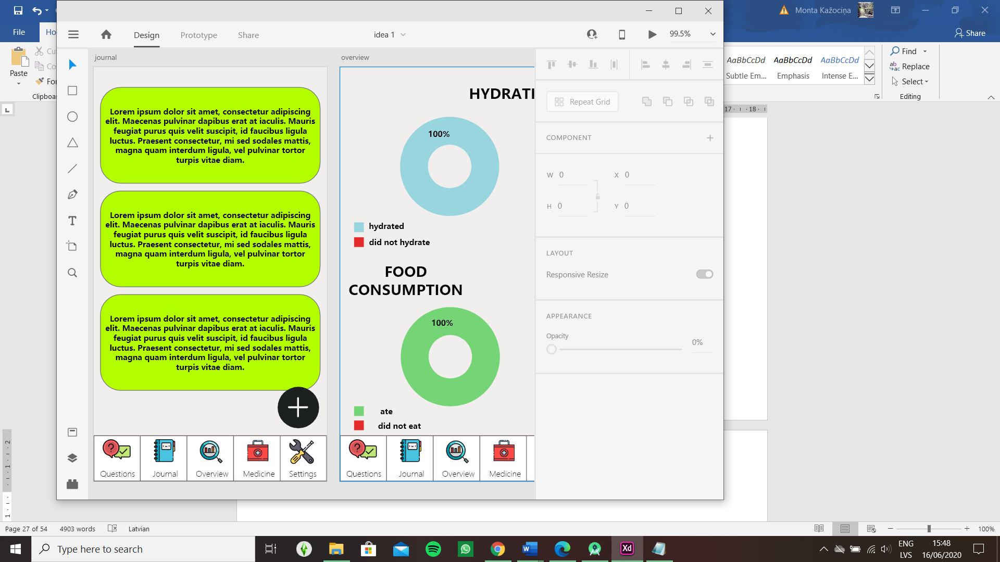 Monta Kažociņa
File
Share
Design
Prototype
Share
idea 1
99.5%
Paste
Find
Replace
Select
Editing
AaBbCcDd
AaBbCcDd
AaBbCcDd
Subtle Em...
Emphasis
Intense E...
17
18
journal
overview
Lorem ipsum dolor sit amet, consectetur adipiscing
elit. Maecenas pulvinar dapibus erat at iaculis. Mauris
feugiat purus quis velit suscipit, id faucibus ligula
luctus. Praesent consectetur, mi sed sodales mattis,
magna quam interdum ligula, vel pulvinar tortor
turpis vitae diam.
Lorem ipsum dolor sit amet, consectetur adipiscing
elit. Maecenas pulvinar dapibus erat at iaculis. Mauris
feugiat purus quis velit suscipit, id faucibus ligula
luctus. Praesent consectetur, mi sed sodales mattis,
magna quam interdum ligula, vel pulvinar tortor
turpis vitae diam.
Lorem ipsum dolor sit amet, consectetur adipiscing
elit. Maecenas pulvinar dapibus erat at iaculis. Mauris
feugiat purus quis velit suscipit, id faucibus ligula
luctus. Praesent consectetur, mi sed sodales mattis,
magna quam interdum ligula, vel pulvinar tortor
turpis vitae diam.
Questions
Journal
Overview
Medicine
Settings
HYDRATI
100%
hydrated
did not hydrate
FOOD
CONSUMPTION
100%
ate
did not eat
Questions
Journal
Overview
Medicine
Repeat Grid
COMPONENT
W 0
X 0
H 0
Y 0
LAYOUT
Responsive Resize
APPEARANCE
Opacity
0%
Page 27 of 54
4903 words
Latvian
100%
Type here to search
Xd
ENG
LVS
15:48
16/06/2020